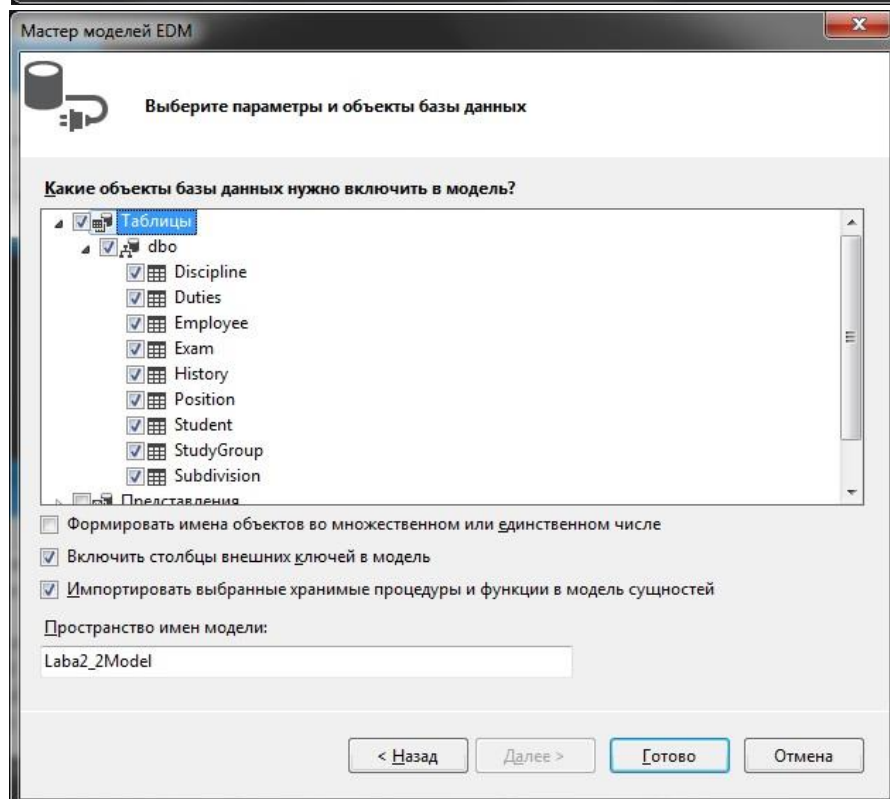 Мастер моделей EDM
Выберите параметры и объекты базы данных
Какие объекты базы данных нужно включить в модель?
Таблицы
dbo
Discipline
Duties
Employee
Exam
History
Position
Student
StudyGroup
Subdivision
Представления
Формировать имена объектов во множественном или единственном числе
Включить столбцы внешних ключей в модель
Импортировать выбранные хранимые процедуры и функции в модель сущностей
Пространство имен модели:
Laba2_2Model
< Назад Далее > Готово Отмена